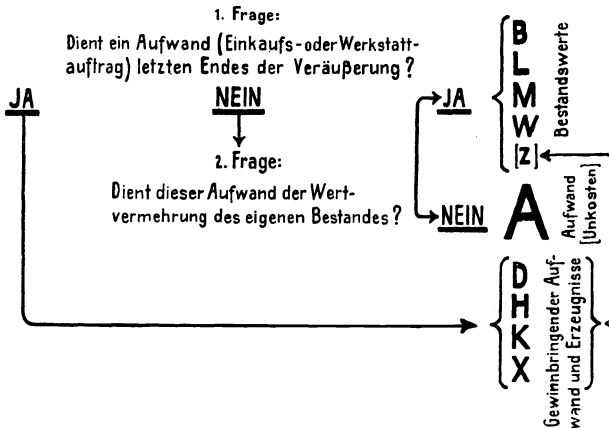 1. Frage:
Dient ein Aufwand (Einkaufs- oder Werkstatt-
auftrag) letzten Endes der Veräußerung?
JA
NEIN
JA
2. Frage:
Dient dieser Aufwand der Wert-
vermehrung des eigenen Bestandes?
NEIN
B
L
M
W
[Z]
Bestandswerte
A
Aufwand
[Unkosten]
D
H
K
X
Gewinnbringender Auf-
wand und Erzeugnisse